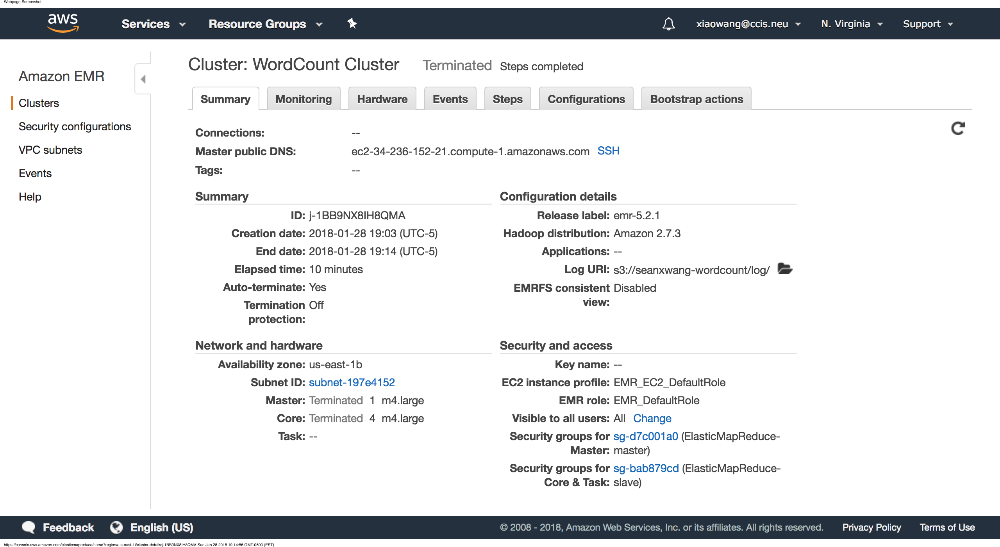 Webpage Screenshot
aws Services Resource Groups xiaowang@ccis.neu N. Virginia Support
Amazon EMR
Clusters
Security configurations
VPC subnets
Events
Help
Cluster: WordCount Cluster Terminated Steps completed
Summary Monitoring Hardware Events Steps Configurations Bootstrap actions
Connections: --
Master public DNS: ec2-34-236-152-21.compute-1.amazonaws.com SSH
Tags: --
Summary
ID: j-1BB9NX8IH8QMA
Creation date: 2018-01-28 19:03 (UTC-5)
End date: 2018-01-28 19:14 (UTC-5)
Elapsed time: 10 minutes
Auto-terminate: Yes
Termination Off
protection:
Configuration details
Release label: emr-5.2.1
Hadoop distribution: Amazon 2.7.3
Applications: --
Log URI: s3://seanxwang-wordcount/log/
EMRFS consistent Disabled
view:
Network and hardware
Availability zone: us-east-1b
Subnet ID: subnet-197e4152
Master: Terminated 1 m4.large
Core: Terminated 4 m4.large
Task: --
Security and access
Key name: --
EC2 instance profile: EMR_EC2_DefaultRole
EMR role: EMR_DefaultRole
Visible to all users: All Change
Security groups for sg-d7c001a0 (ElasticMapReduce-
Master: master)
Security groups for sg-bab879cd (ElasticMapReduce-
Core & Task: slave)
Feedback English (US) © 2008 - 2018, Amazon Web Services, Inc. or its affiliates. All rights reserved. Privacy Policy Terms of Use
https://console.aws.amazon.com/elasticmapreduce/home?region=us-east-1#cluster-details:j-1BB9NX8IH8QMA Sun Jan 28 2018 19:14:56 GMT-0500 (EST)